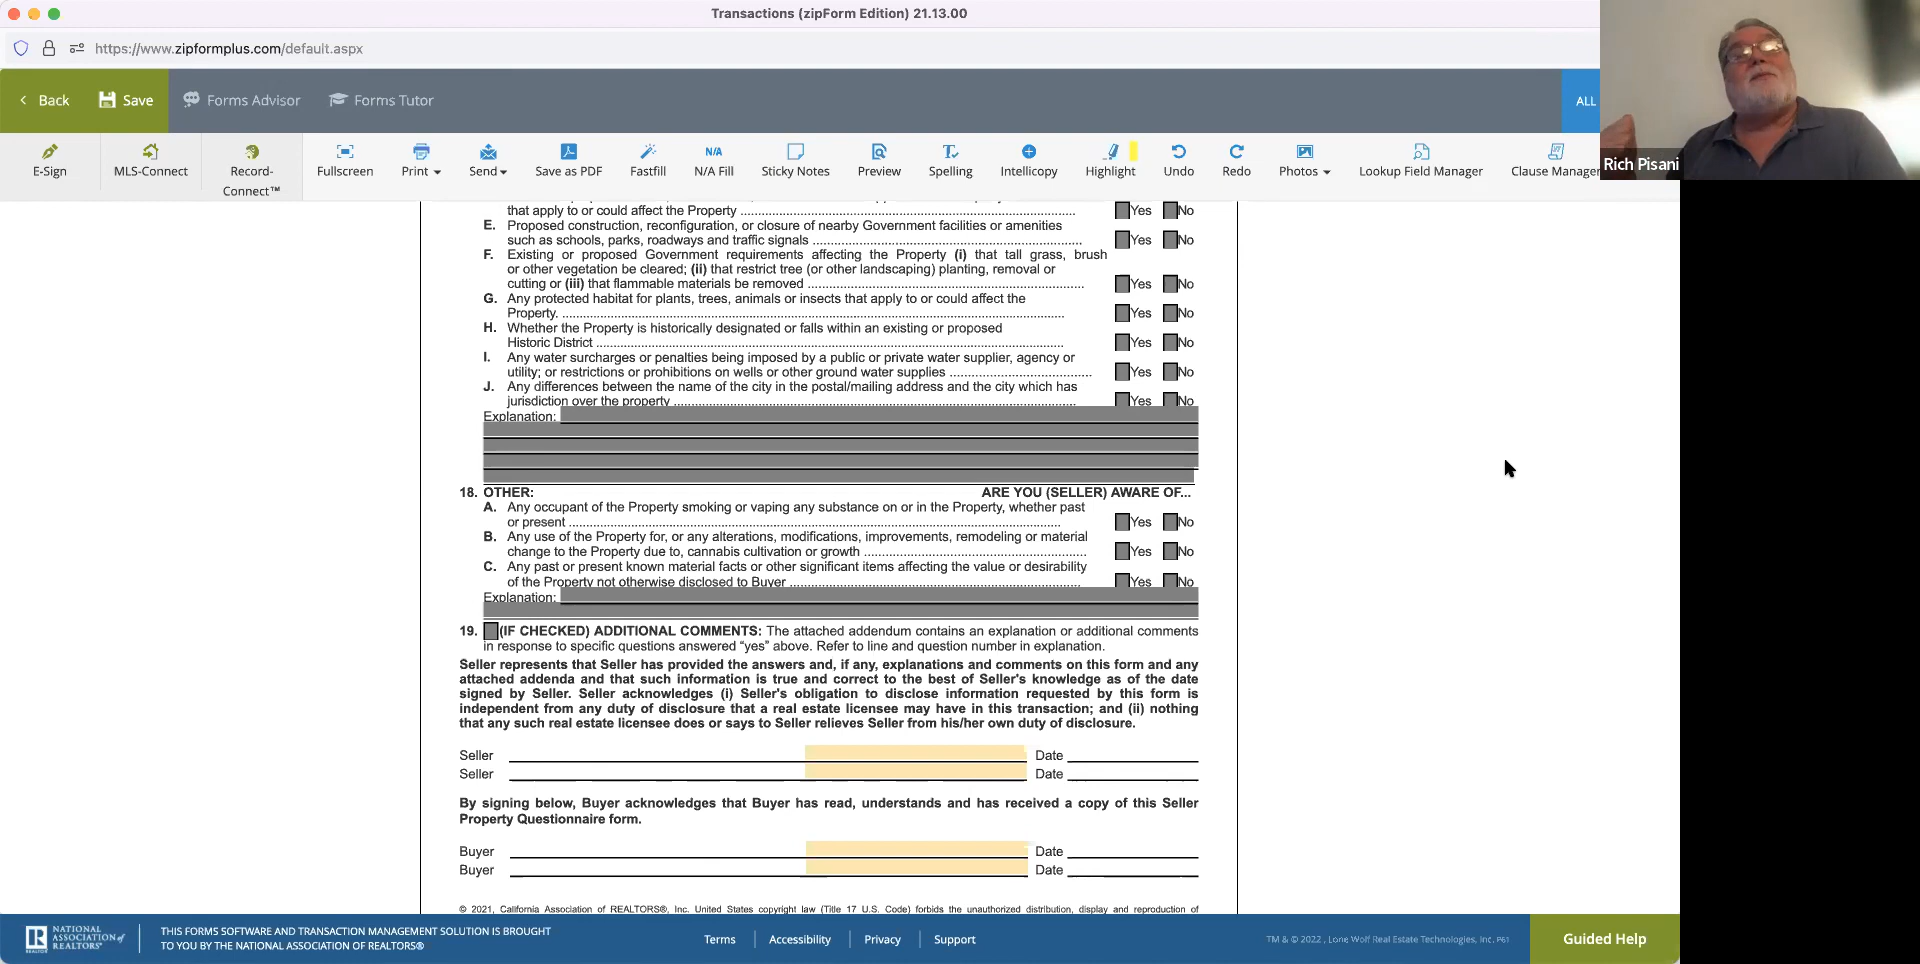 Transactions (zipForm Edition) 21.13.00
https://www.zipformplus.com/default.aspx
Back
Save
Forms Advisor
Forms Tutor
ALL
E-Sign
MLS-Connect
Record-
Connect™
Fullscreen
Print
Send
Save as PDF
Fastfill
N/A
N/A Fill
Sticky Notes
Preview
Spelling
Intellicopy
Highlight
Undo
Redo
Photos
Lookup Field Manager
Clause Manager
Rich Pisani
that apply to or could affect the Property Yes No
E. Proposed construction, reconfiguration, or closure of nearby Government facilities or amenities
such as schools, parks, roadways and traffic signals Yes No
F. Existing or proposed Government requirements affecting the Property (i) that tall grass, brush
or other vegetation be cleared; (ii) that restrict tree (or other landscaping) planting, removal or
cutting or (iii) that flammable materials be removed Yes No
G. Any protected habitat for plants, trees, animals or insects that apply to or could affect the
Property. Yes No
H. Whether the Property is historically designated or falls within an existing or proposed
Historic District Yes No
I. Any water surcharges or penalties being imposed by a public or private water supplier, agency or
utility; or restrictions or prohibitions on wells or other ground water supplies Yes No
J. Any differences between the name of the city in the postal/mailing address and the city which has
jurisdiction over the property Yes No
Explanation:
18. OTHER: ARE YOU (SELLER) AWARE OF...
A. Any occupant of the Property smoking or vaping any substance on or in the Property, whether past
or present Yes No
B. Any use of the Property for, or any alterations, modifications, improvements, remodeling or material
change to the Property due to, cannabis cultivation or growth Yes No
C. Any past or present known material facts or other significant items affecting the value or desirability
of the Property not otherwise disclosed to Buyer Yes No
Explanation:
19. (IF CHECKED) ADDITIONAL COMMENTS: The attached addendum contains an explanation or additional comments
in response to specific questions answered “yes” above. Refer to line and question number in explanation.
Seller represents that Seller has provided the answers and, if any, explanations and comments on this form and any
attached addenda and that such information is true and correct to the best of Seller's knowledge as of the date
signed by Seller. Seller acknowledges (i) Seller's obligation to disclose information requested by this form is
independent from any duty of disclosure that a real estate licensee may have in this transaction; and (ii) nothing
that any such real estate licensee does or says to Seller relieves Seller from his/her own duty of disclosure.
Seller Date
Seller Date
By signing below, Buyer acknowledges that Buyer has read, understands and has received a copy of this Seller
Property Questionnaire form.
Buyer Date
Buyer Date
© 2021, California Association of REALTORS®, Inc. United States copyright law (Title 17 U.S. Code) forbids the unauthorized distribution, display and reproduction of
NATIONAL
ASSOCIATION of
REALTORS®
THIS FORMS SOFTWARE AND TRANSACTION MANAGEMENT SOLUTION IS BROUGHT
TO YOU BY THE NATIONAL ASSOCIATION OF REALTORS®
Terms
Accessibility
Privacy
Support
TM & © 2022 , Lone Wolf Real Estate Technologies, Inc. P61
Guided Help